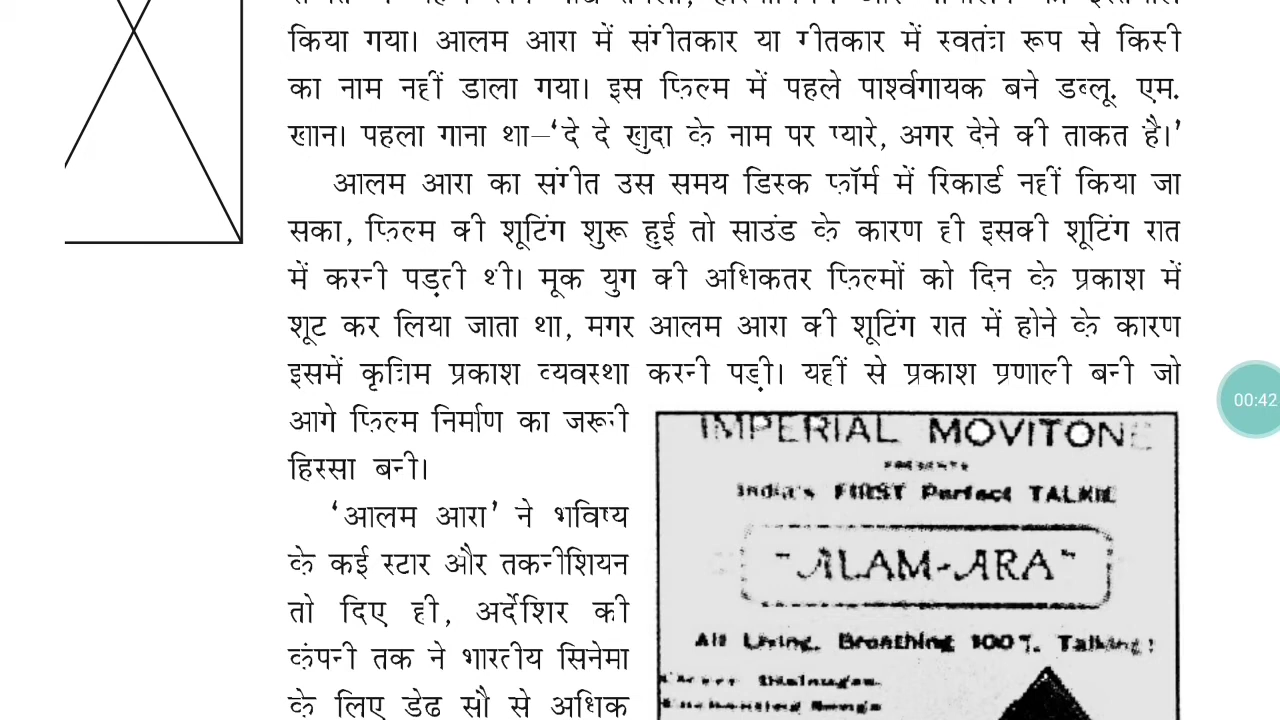 किया गया। आलम आरा में संगीतकार या गीतकार में स्वतंत्र रूप से किसी
का नाम नहीं डाला गया। इस फ़िल्म में पहले पार्श्वगायक बने डब्लू. एम.
खान। पहला गाना था–‘दे दे खुदा के नाम पर प्यारे, अगर देने की ताकत है।’
आलम आरा का संगीत उस समय डिस्क फॉर्म में रिकार्ड नहीं किया जा
सका, फ़िल्म की शूटिंग शुरू हुई तो साउंड के कारण ही इसकी शूटिंग रात
में करनी पड़ती थी। मूक युग की अधिकतर फ़िल्मों को दिन के प्रकाश में
शूट कर लिया जाता था, मगर आलम आरा की शूटिंग रात में होने के कारण
इसमें कृत्रिम प्रकाश व्यवस्था करनी पड़ी। यहीं से प्रकाश प्रणाली बनी जो
आगे फ़िल्म निर्माण का जरूरी
हिस्सा बनी।
‘आलम आरा’ ने भविष्य
के कई स्टार और तकनीशियन
तो दिए ही, अर्देशिर की
कंपनी तक ने भारतीय सिनेमा
के लिए डेढ़ सौ से अधिक
IMPERIAL MOVITONE
PRESENTS
India's FIRST Perfect TALKIE
"ALAM-ARA"
All Living. Breathing 100%. Talking!
00:42